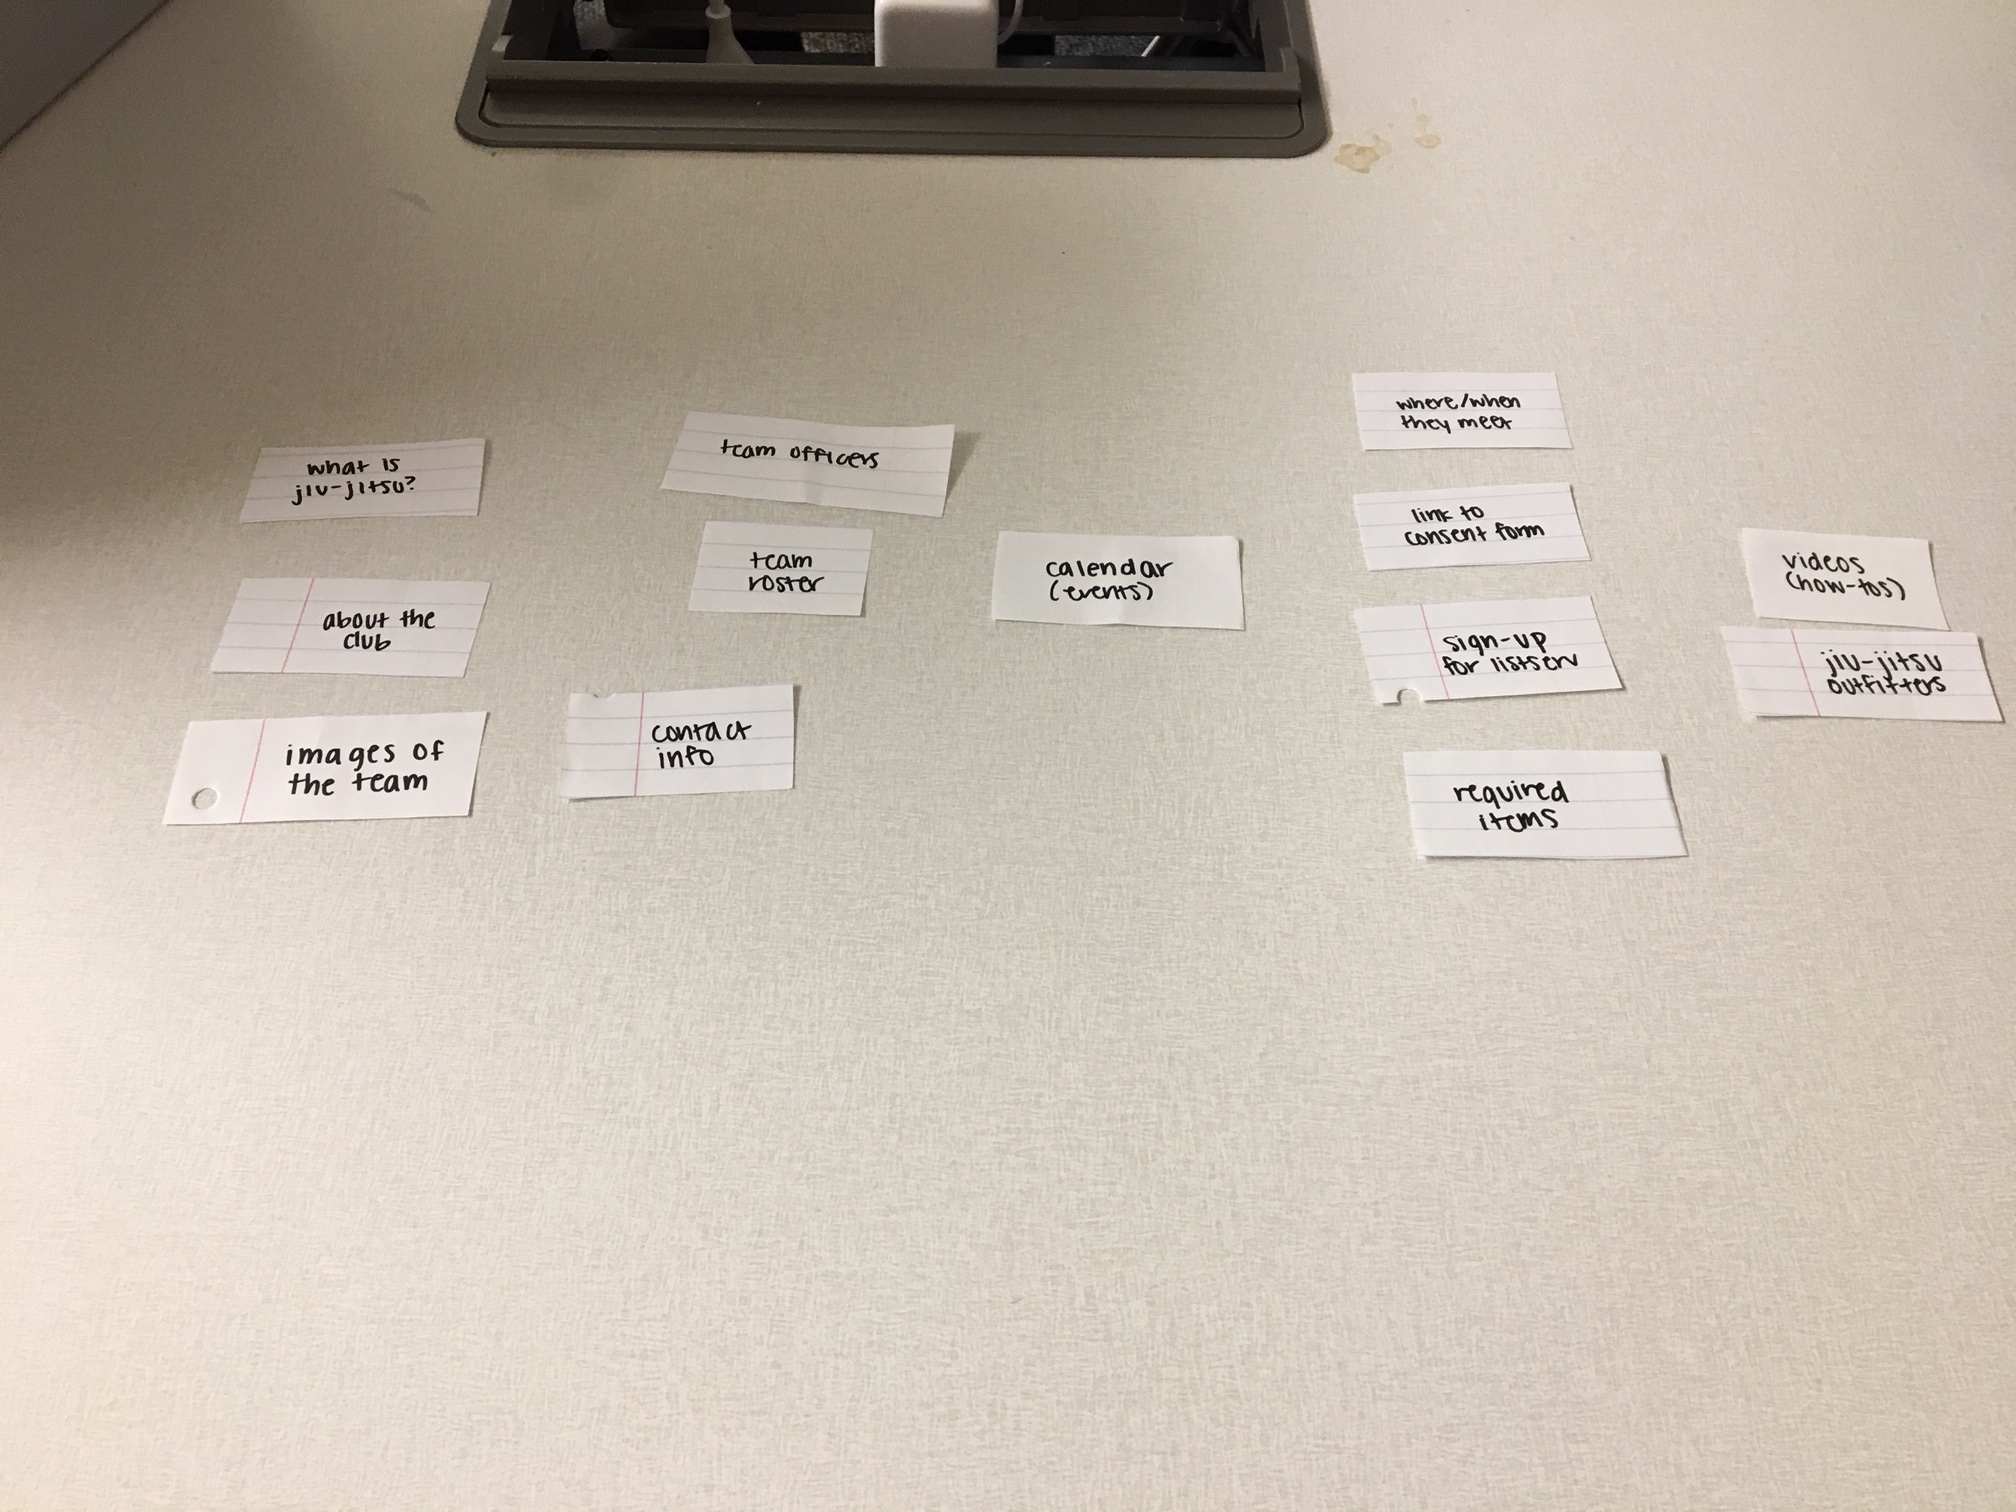 what is
jiu-jitsu?
about the
club
images of
the team
team officers
team
roster
contact
info
calendar
(events)
where/when
they meet
link to
consent form
sign-up
for listserv
required
items
videos
(how-tos)
jiu-jitsu
outfitters